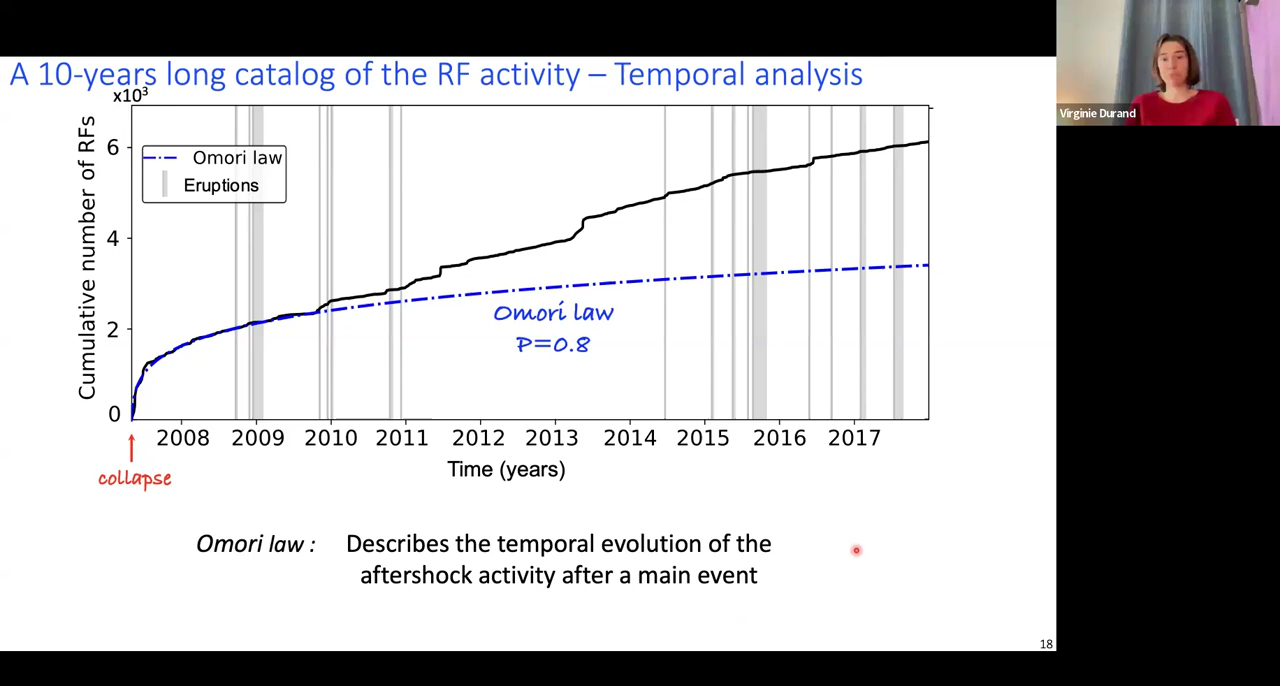 A 10-years long catalog of the RF activity – Temporal analysis
x10³
Cumulative number of RFs
6
4
2
0
Omori law
Eruptions
Omori law
P=0.8
2008 2009 2010 2011 2012 2013 2014 2015 2016 2017
Time (years)
collapse
Omori law : Describes the temporal evolution of the
aftershock activity after a main event
18
Virginie Durand